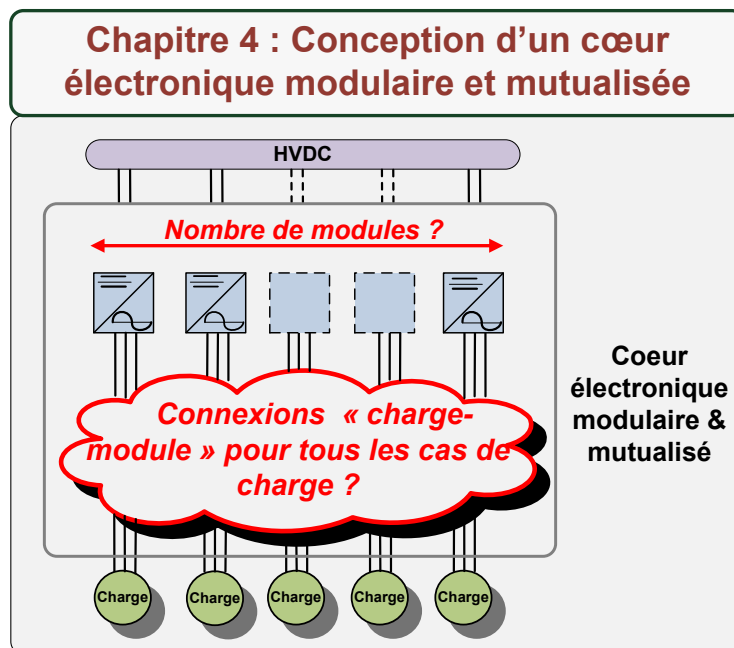 Chapitre 4 : Conception d'un cœur
électronique modulaire et mutualisée
HVDC
Nombre de modules ?
Connexions « charge-
module » pour tous les cas de
charge ?
Coeur
électronique
modulaire &
mutualisé
Charge
Charge
Charge
Charge
Charge